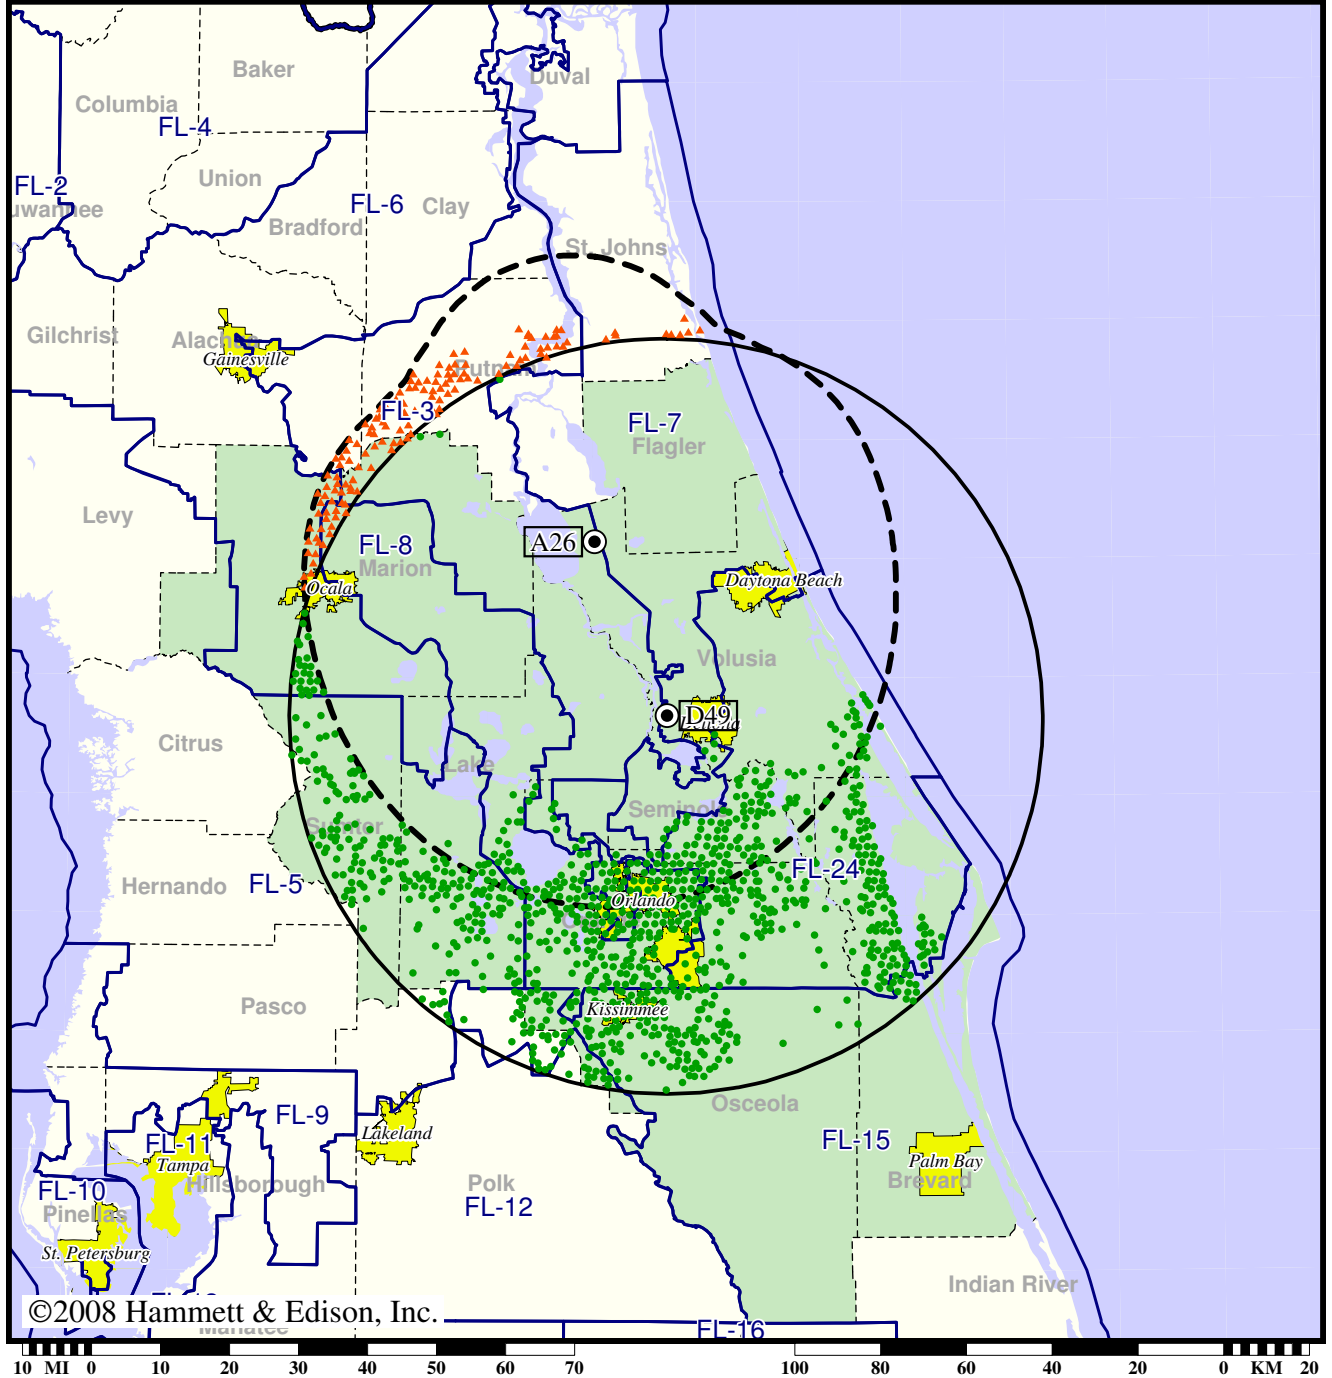 Baker
Duval
Columbia
FL-4
Union
FL-2
uwannee
FL-6
Clay
Bradford
St. Johns
Gilchrist
Alachua
Gainesville
Putnam
FL-3
FL-7
Flagler
Levy
A26
FL-8
Marion
Ocala
Daytona Beach
Volusia
D49
Citrus
Lake
Seminole
Sumter
FL-24
Hernando
FL-5
Orlando
Pasco
Kissimmee
Osceola
FL-9
Lakeland
FL-11
Tampa
FL-15
Palm Bay
Brevard
Hillsborough
Polk
FL-10
Pinellas
FL-12
St. Petersburg
Indian River
©2008 Hammett & Edison, Inc.
Manatee
FL-16
10 MI 0 10 20 30 40 50 60 70 100 80 60 40 20 0 KM 20